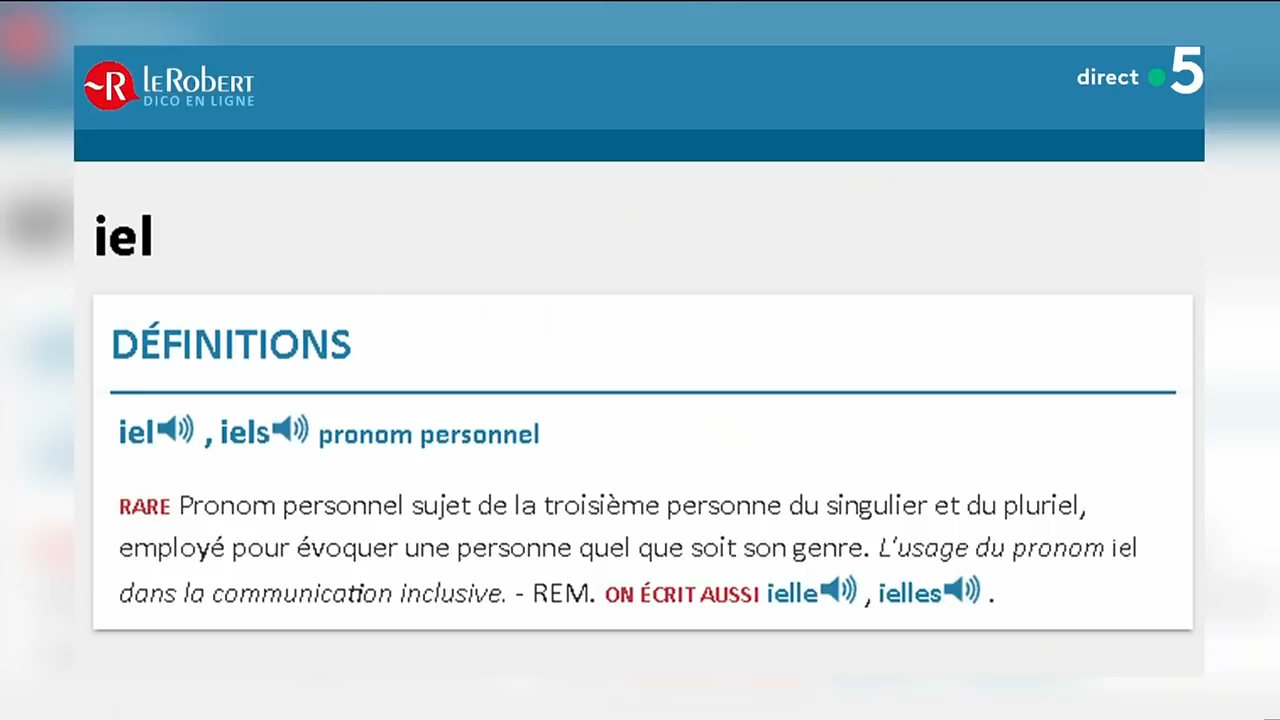 ~R LE ROBERT
DICO EN LIGNE
direct 5
iel
DÉFINITIONS
iel , iels pronom personnel
RARE Pronom personnel sujet de la troisième personne du singulier et du pluriel,
employé pour évoquer une personne quel que soit son genre. L'usage du pronom iel
dans la communication inclusive. - REM. ON ÉCRIT AUSSI ielle , ielles .